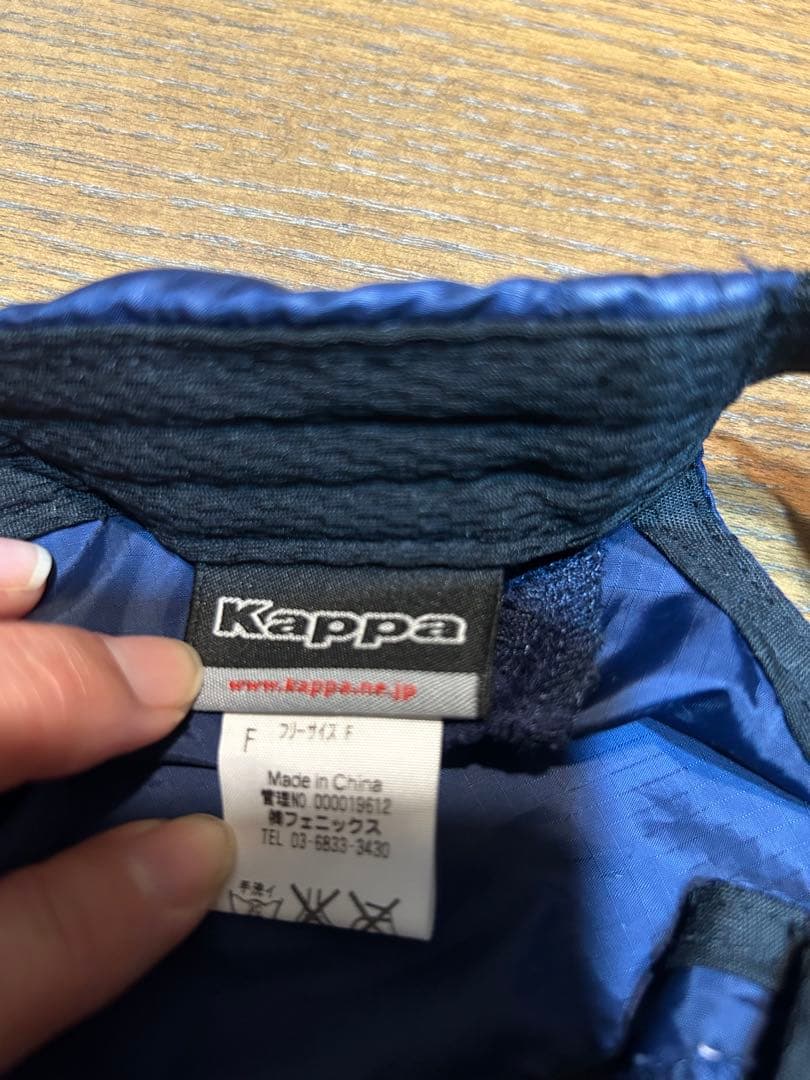 Kappa
www.kappa.ne.jp
F フリーサイズ F
Made in China
管理NO. 000019612
㈱フェニックス
TEL 03-6833-3430
手洗イ